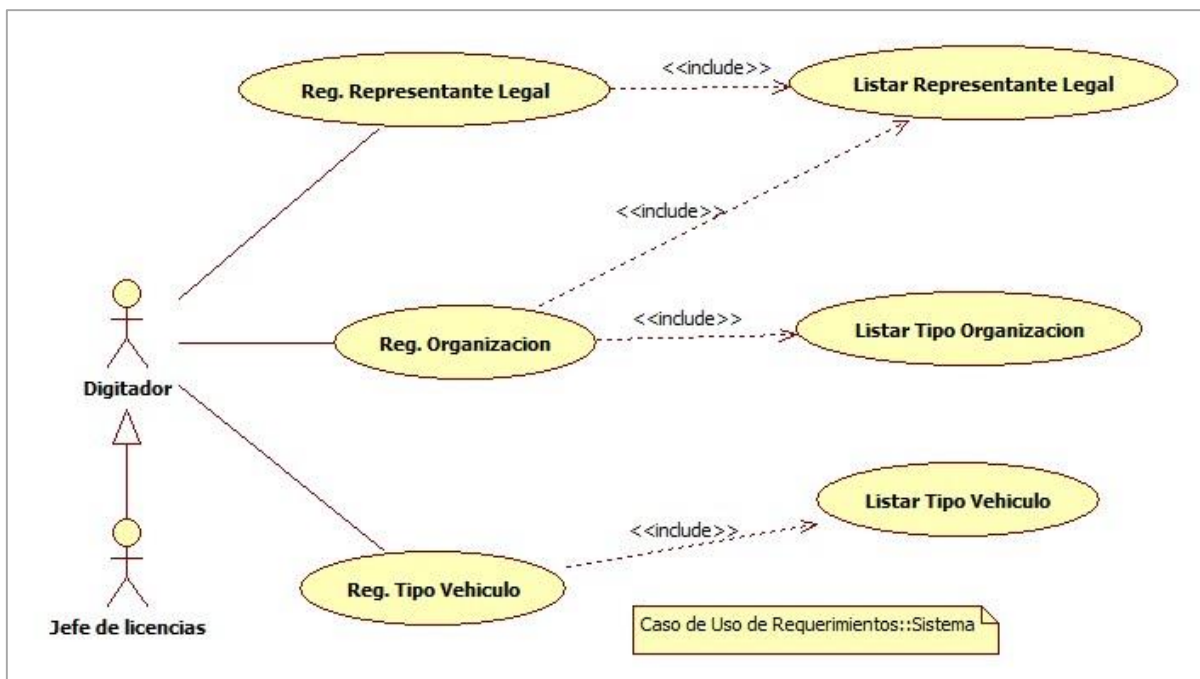 <<include>>
Reg. Representante Legal
Listar Representante Legal
<<include>>
<<include>>
Reg. Organizacion
Listar Tipo Organizacion
Digitador
Listar Tipo Vehiculo
<<include>>
Reg. Tipo Vehiculo
Jefe de licencias
Caso de Uso de Requerimientos::Sistema